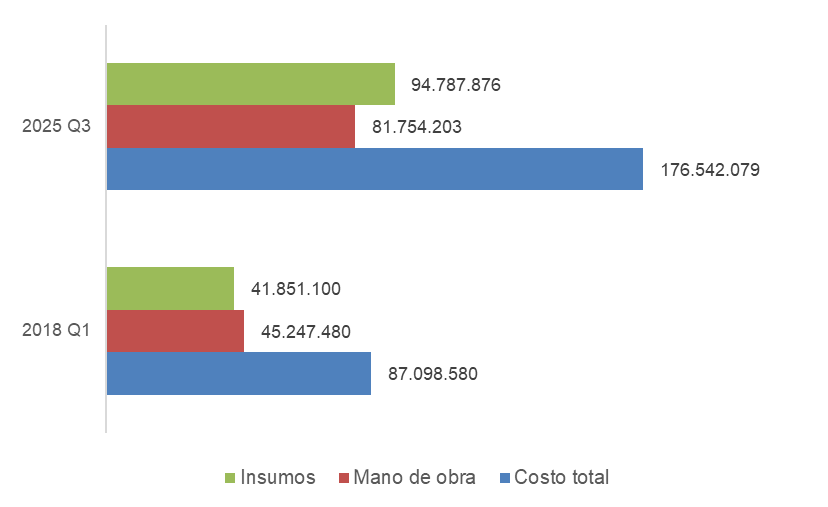 94.787.876
2025 Q3
81.754.203
176.542.079
41.851.100
2018 Q1
45.247.480
87.098.580
Insumos
Mano de obra
Costo total